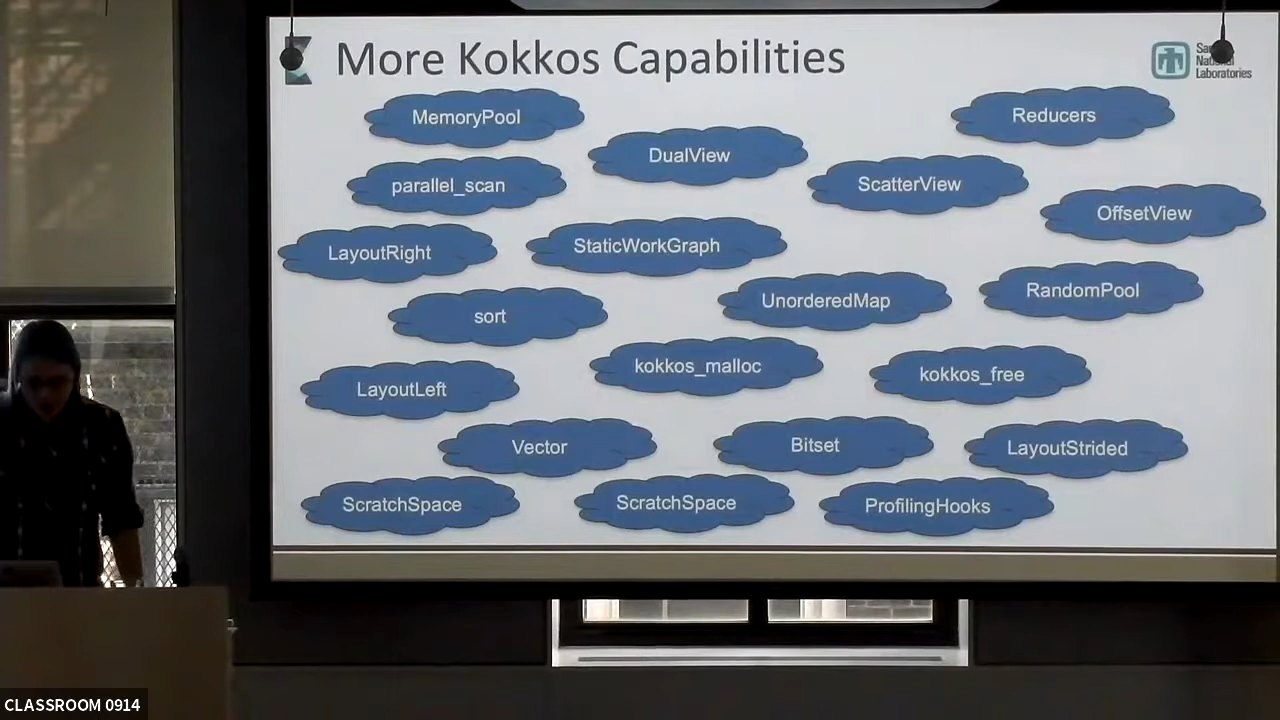 More Kokkos Capabilities
National
Laboratories
MemoryPool
Reducers
DualView
parallel_scan
ScatterView
OffsetView
LayoutRight
StaticWorkGraph
UnorderedMap
RandomPool
sort
kokkos_malloc
kokkos_free
LayoutLeft
Vector
Bitset
LayoutStrided
ScratchSpace
ScratchSpace
ProfilingHooks
CLASSROOM 0914